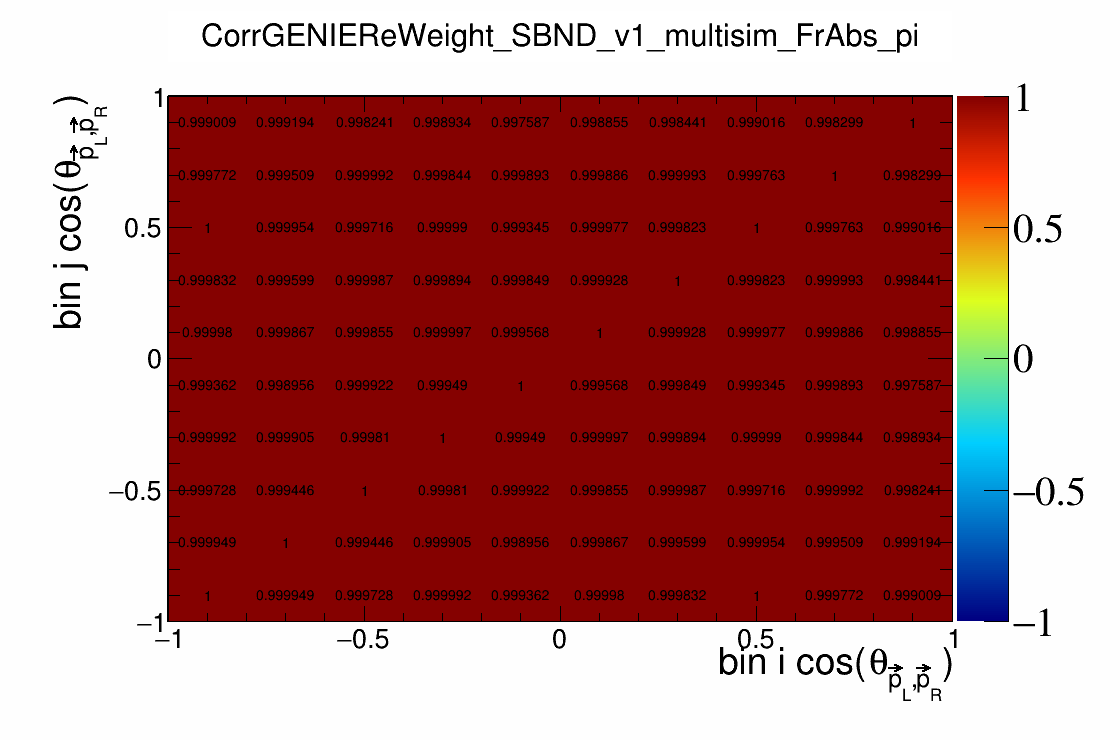 CorrGENIEReWeight_SBND_v1_multisim_FrAbs_pi
bin j cos(θp⃗L,p⃗R)
1
0.5
0
−0.5
−1
0.999009 0.999194 0.998241 0.998934 0.997587 0.998855 0.998441 0.999016 0.998299 1
0.999772 0.999509 0.999992 0.999844 0.999893 0.999886 0.999993 0.999763 1 0.998299
1 0.999954 0.999716 0.99999 0.999345 0.999977 0.999823 1 0.999763 0.999016
0.999832 0.999599 0.999987 0.999894 0.999849 0.999928 1 0.999823 0.999993 0.998441
0.99998 0.999867 0.999855 0.999997 0.999568 1 0.999928 0.999977 0.999886 0.998855
0.999362 0.998956 0.999922 0.99949 1 0.999568 0.999849 0.999345 0.999893 0.997587
0.999992 0.999905 0.99981 1 0.99949 0.999997 0.999894 0.99999 0.999844 0.998934
0.999728 0.999446 1 0.99981 0.999922 0.999855 0.999987 0.999716 0.999992 0.998241
0.999949 1 0.999446 0.999905 0.998956 0.999867 0.999599 0.999954 0.999509 0.999194
1 0.999949 0.999728 0.999992 0.999362 0.99998 0.999832 1 0.999772 0.999009
−1 −0.5 0 0.5 1
bin i cos(θp⃗L,p⃗R)
1
0.5
0
−0.5
−1